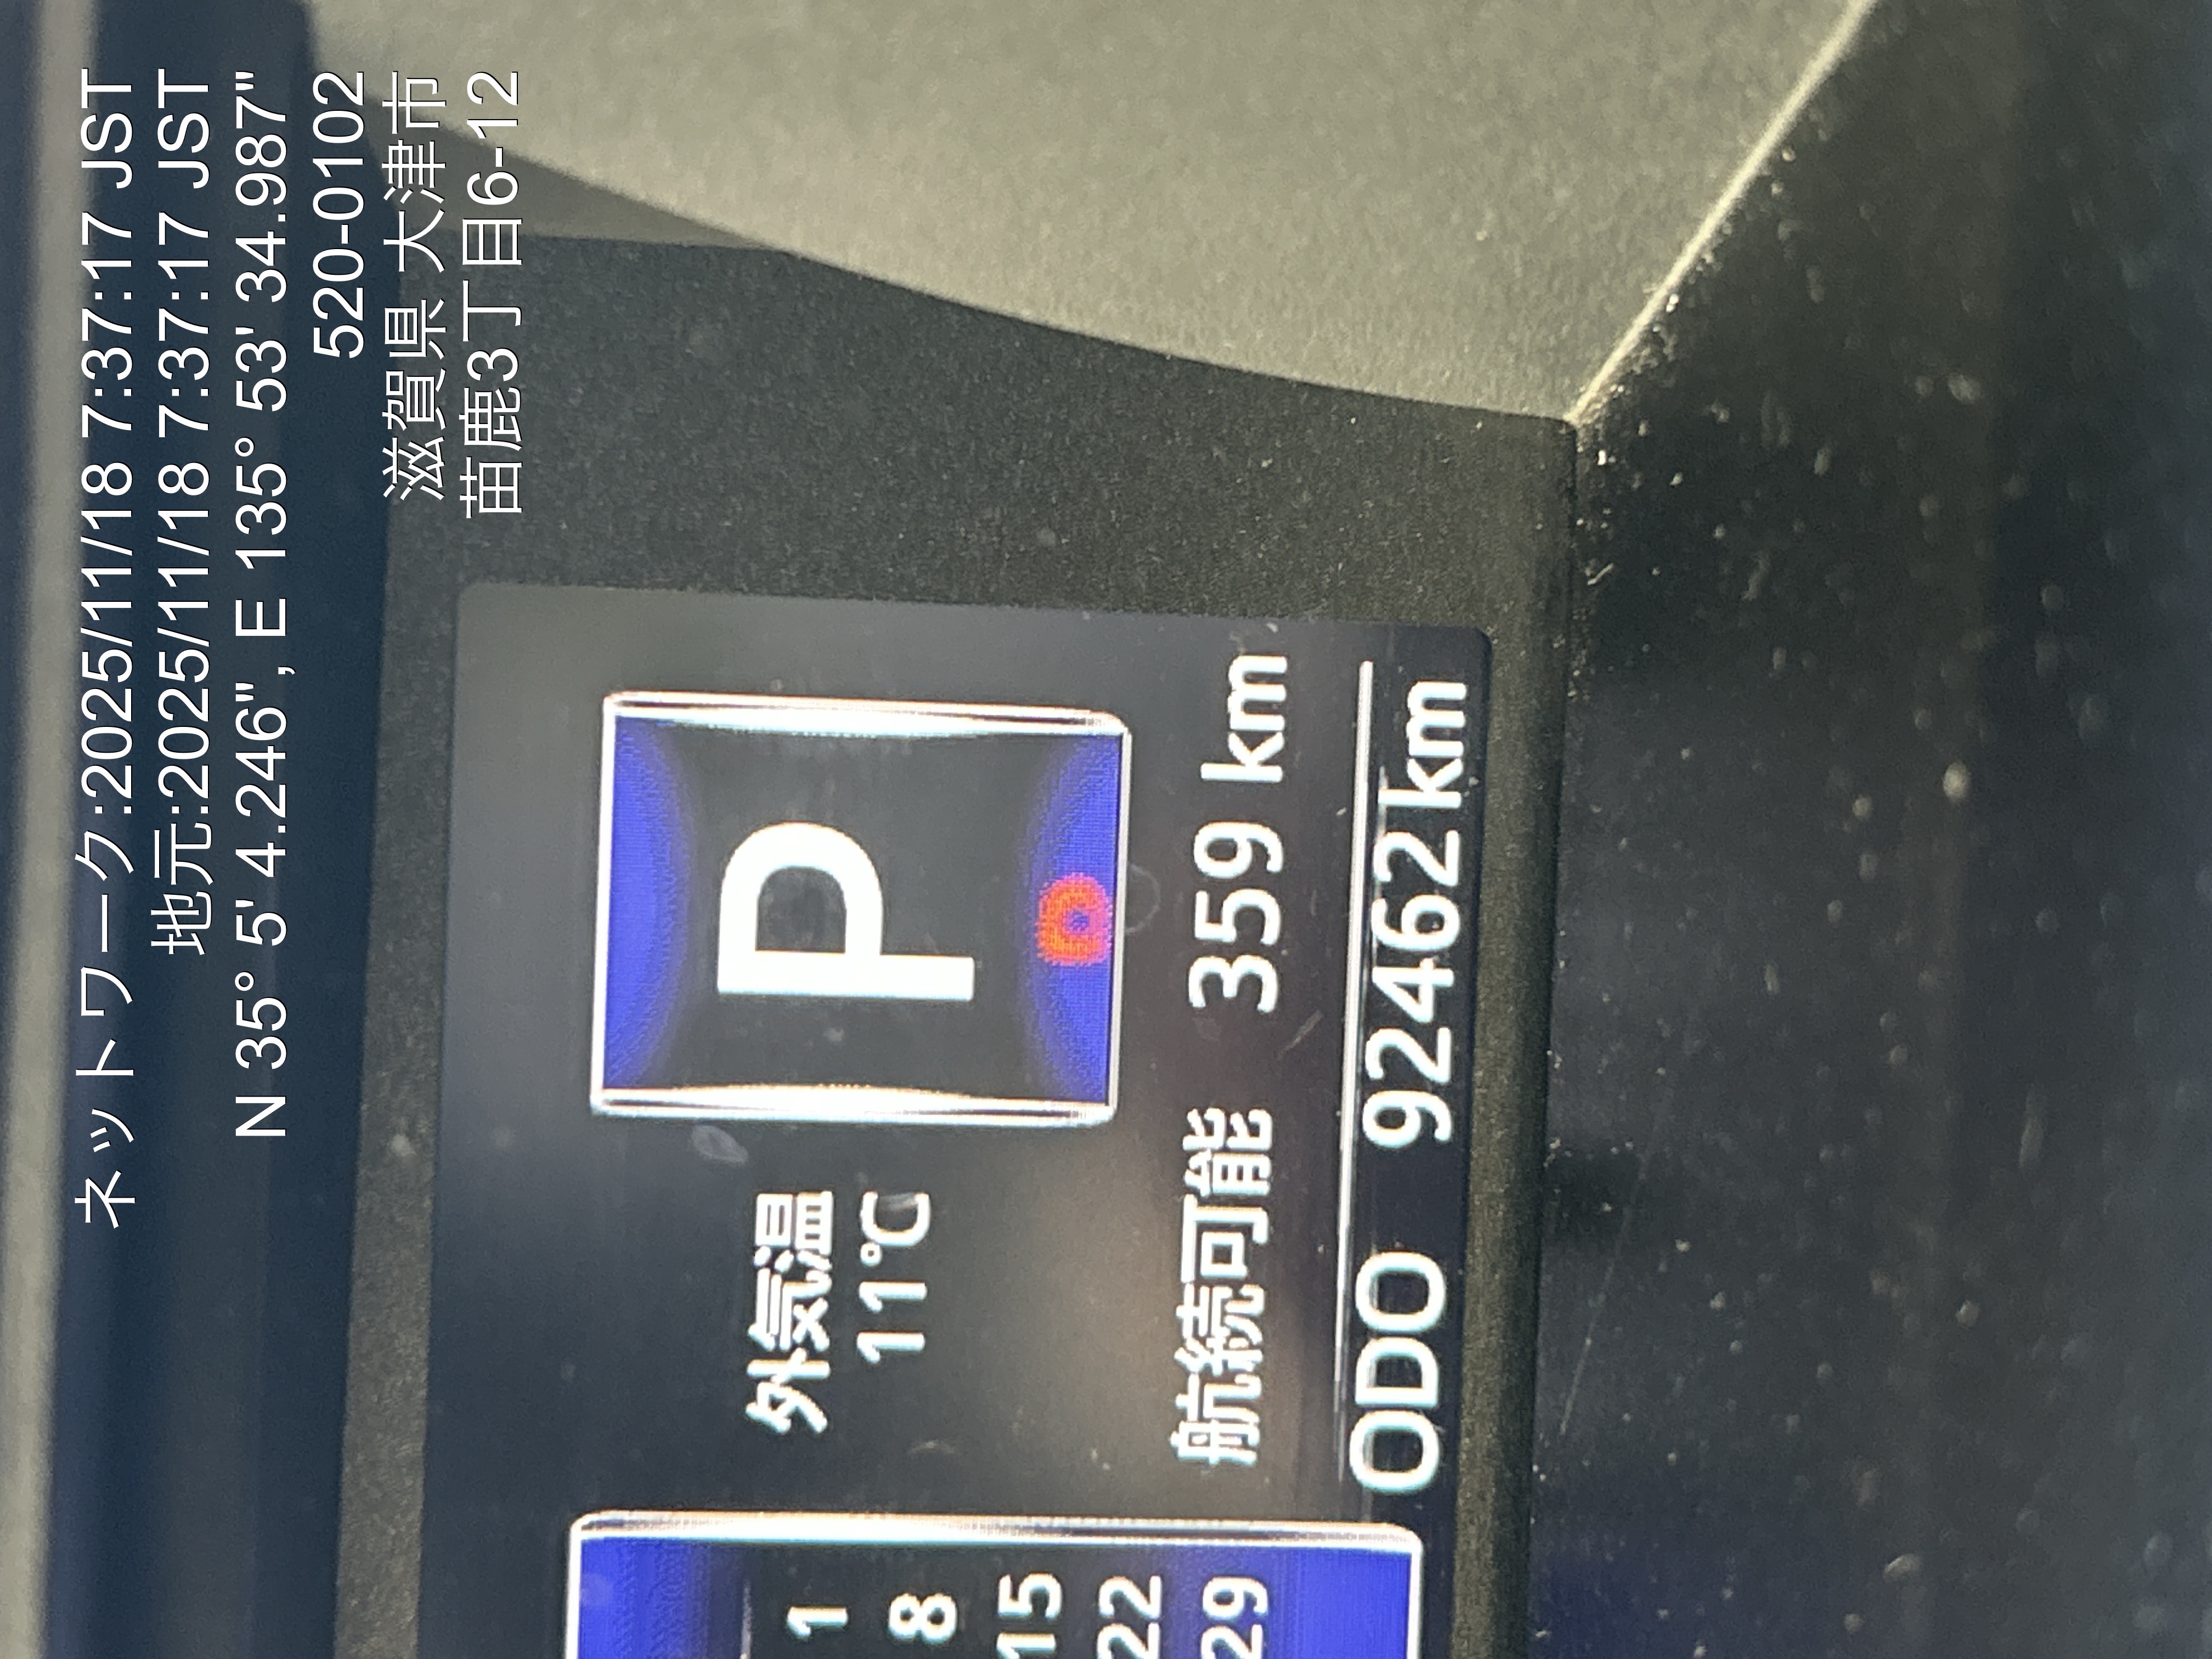 ネットワーク:2025/11/18 7:37:17 JST
地元:2025/11/18 7:37:17 JST
N 35° 5' 4.246", E 135° 53' 34.987"
520-0102
滋賀県 大津市
苗鹿3丁目6-12
P
外気温
11℃
航続可能 359 km
ODO 92462 km
1
8
15
22
29